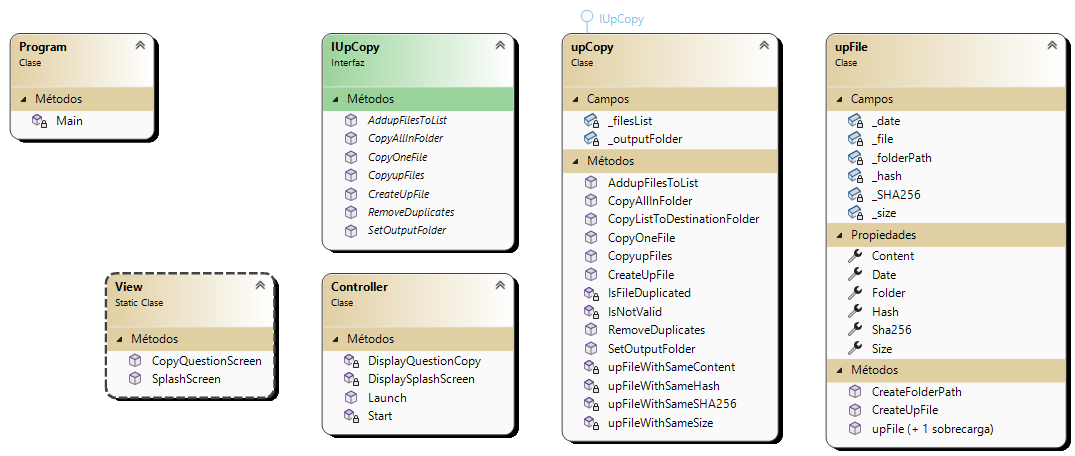 Program
Clase
Métodos
Main
IUpCopy
Interfaz
Métodos
AddupFilesToList
CopyAllInFolder
CopyOneFile
CopyupFiles
CreateUpFile
RemoveDuplicates
SetOutputFolder
IUpCopy
upCopy
Clase
Campos
_filesList
_outputFolder
Métodos
AddupFilesToList
CopyAllInFolder
CopyListToDestinationFolder
CopyOneFile
CopyupFiles
CreateUpFile
IsFileDuplicated
IsNotValid
RemoveDuplicates
SetOutputFolder
upFileWithSameContent
upFileWithSameHash
upFileWithSameSHA256
upFileWithSameSize
upFile
Clase
Campos
_date
_file
_folderPath
_hash
_SHA256
_size
Propiedades
Content
Date
Folder
Hash
Sha256
Size
Métodos
CreateFolderPath
CreateUpFile
upFile (+ 1 sobrecarga)
View
Static Clase
Métodos
CopyQuestionScreen
SplashScreen
Controller
Clase
Métodos
DisplayQuestionCopy
DisplaySplashScreen
Launch
Start